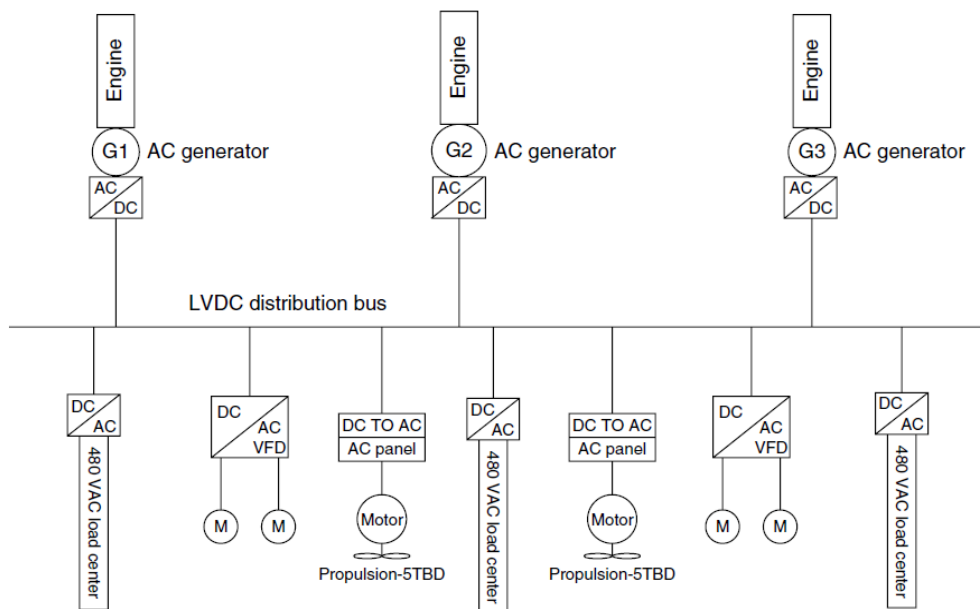 Engine
Engine
Engine
G1 AC generator
G2 AC generator
G3 AC generator
AC
DC
AC
DC
AC
DC
LVDC distribution bus
DC
AC
480 VAC load center
DC
AC
VFD
M M
DC TO AC
AC panel
Motor
Propulsion-5TBD
DC
AC
480 VAC load center
DC TO AC
AC panel
Motor
Propulsion-5TBD
DC
AC
VFD
M M
DC
AC
480 VAC load center